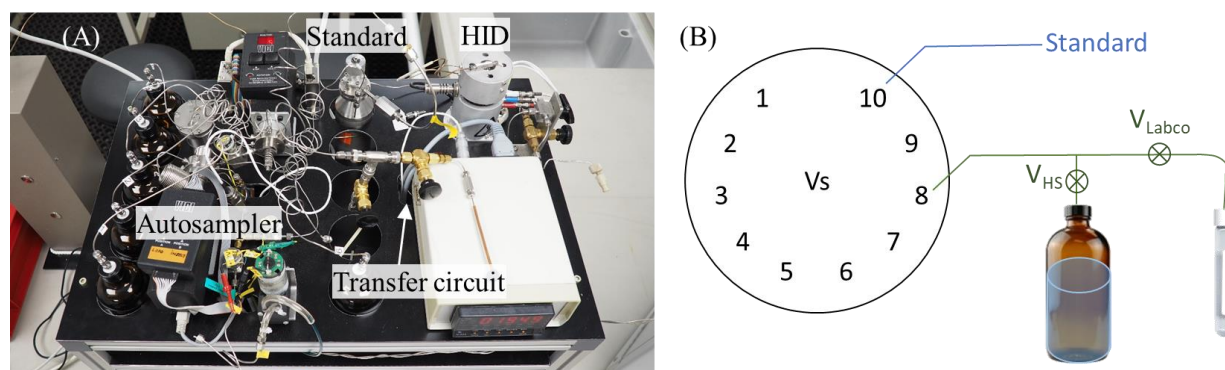 (A)
Standard
HID
VICI
Autosampler
Transfer circuit
(B)
Standard
1
10
2
9
Vs
3
8
4
7
5
6
V_Labco
V_HS